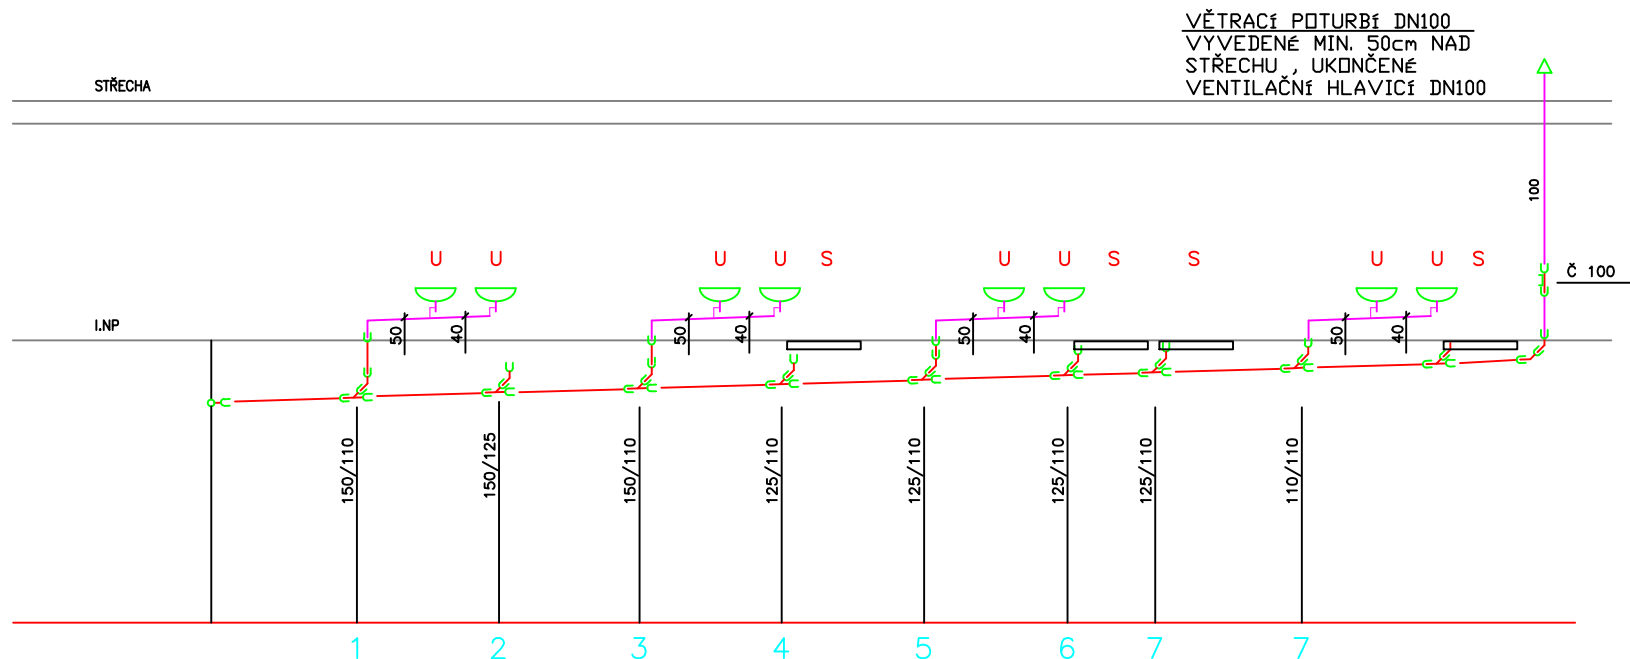 VĚTRACÍ POTURBÍ DN100
VYVEDENÉ MIN. 50cm NAD
STŘECHU , UKONČENÉ
VENTILAČNÍ HLAVICÍ DN100
STŘECHA
100
U U U U S U U S S U U S
Č 100
I.NP
50 40 50 40 50 40 50 40
150/110 150/125 150/110 125/110 125/110 125/110 125/110 110/110
1 2 3 4 5 6 7 7